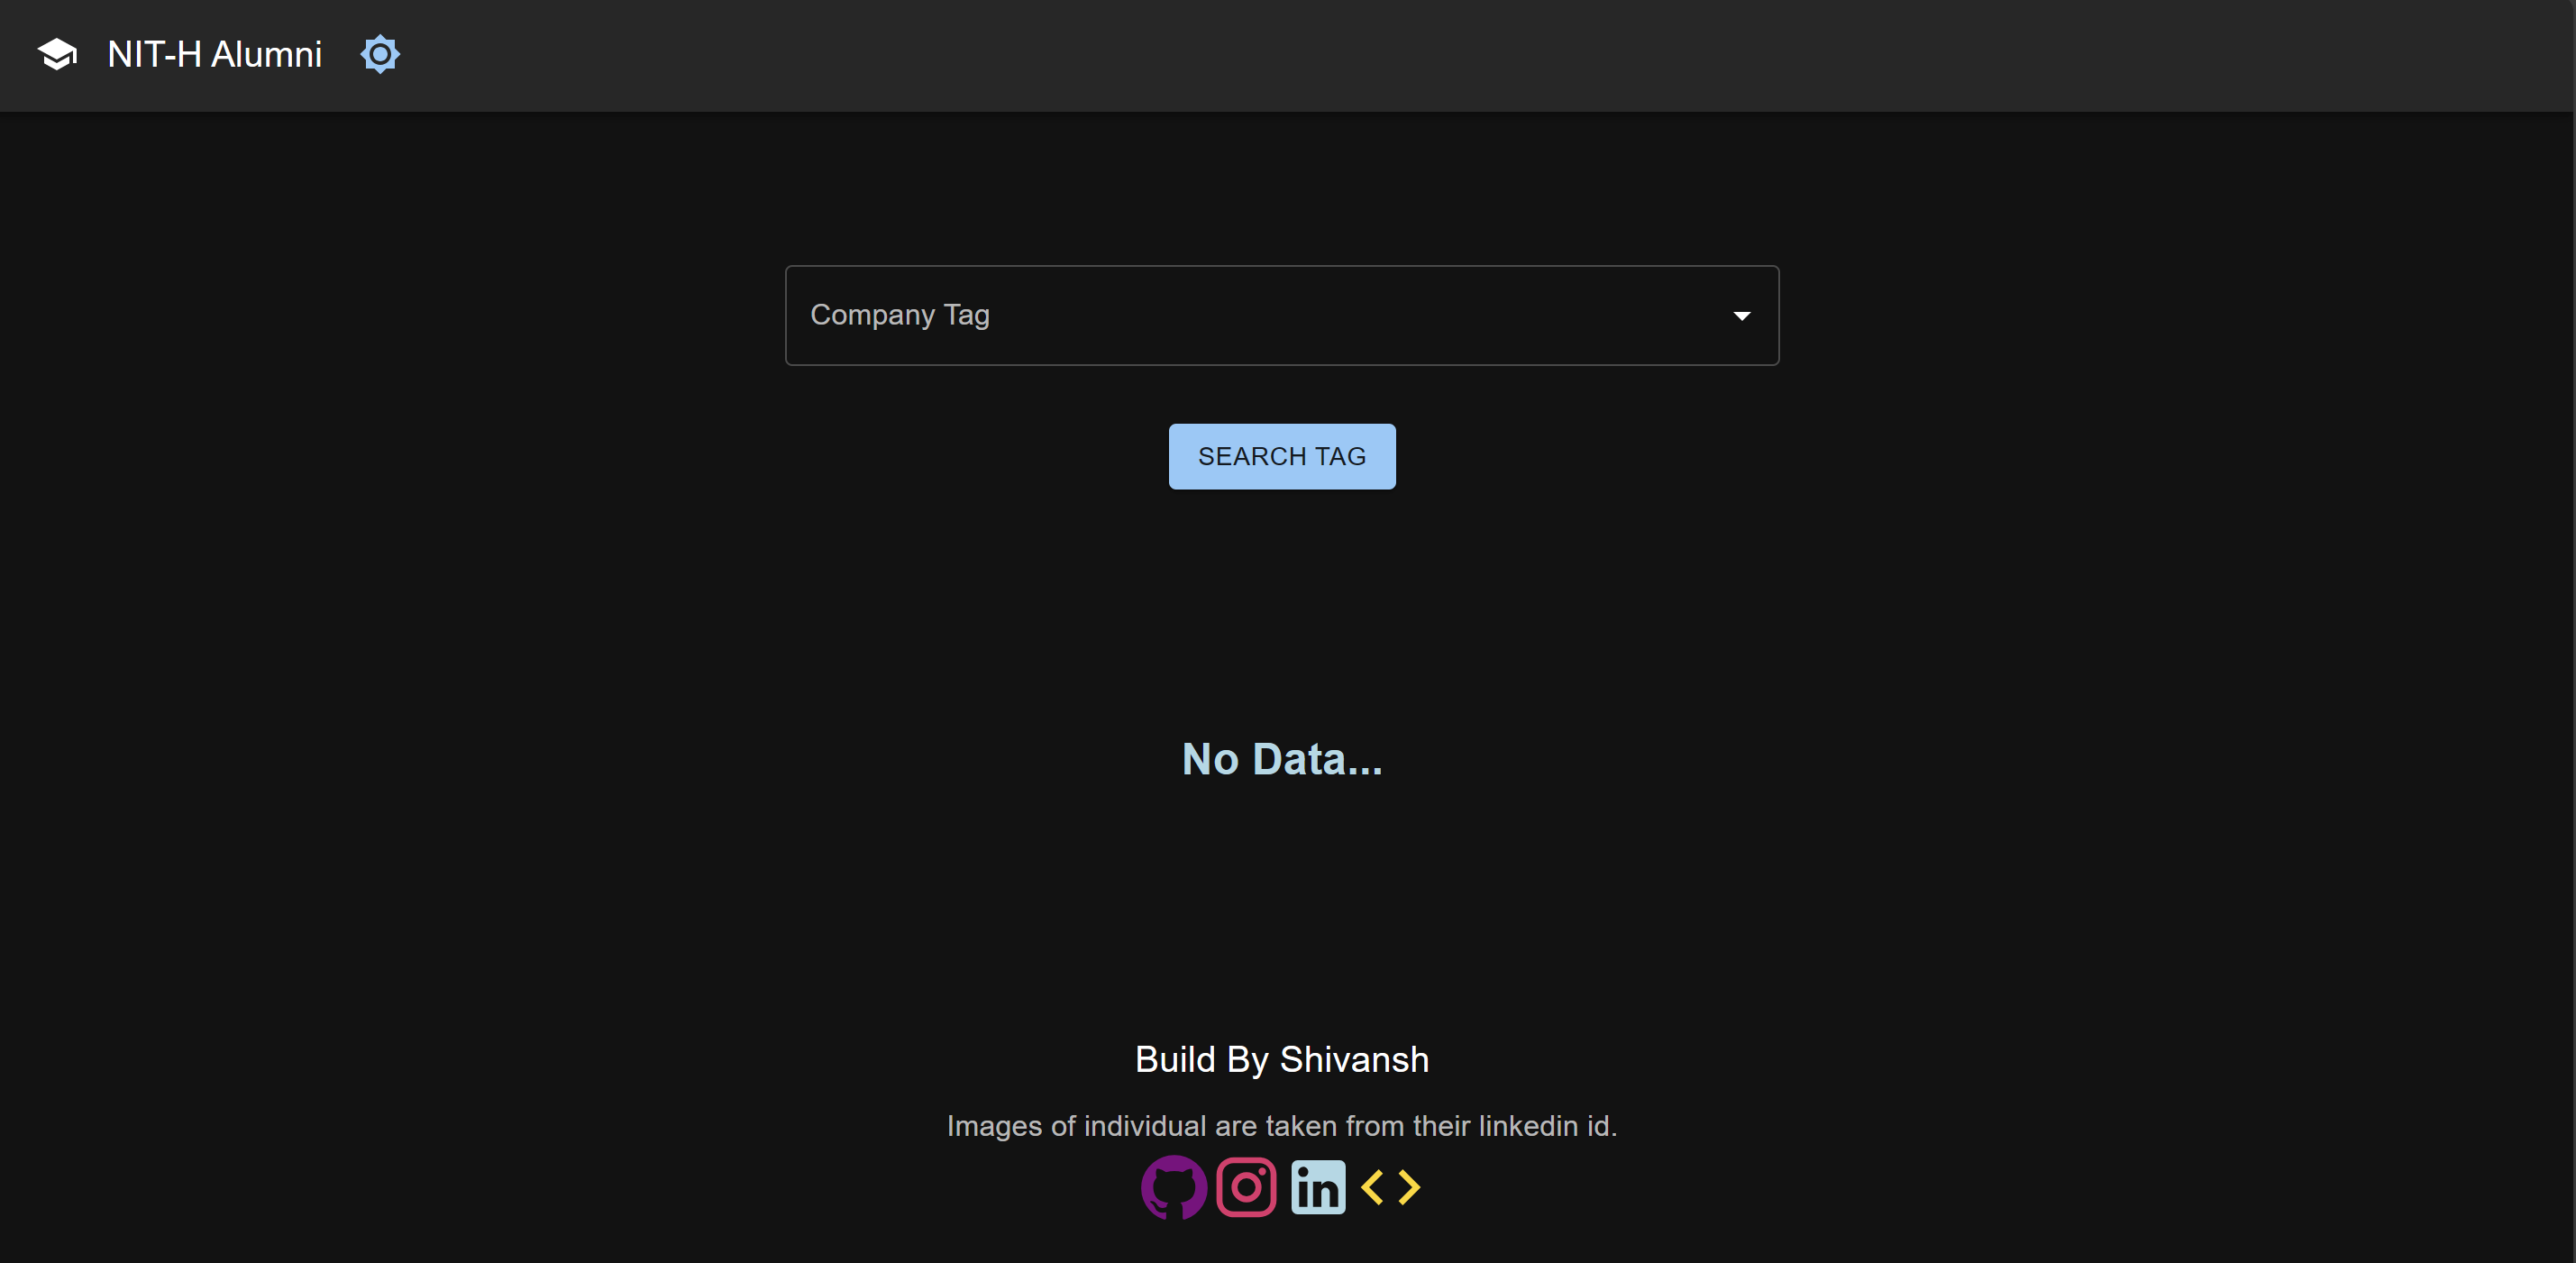 NIT-H Alumni
Company Tag
SEARCH TAG
No Data...
Build By Shivansh
Images of individual are taken from their linkedin id.
in